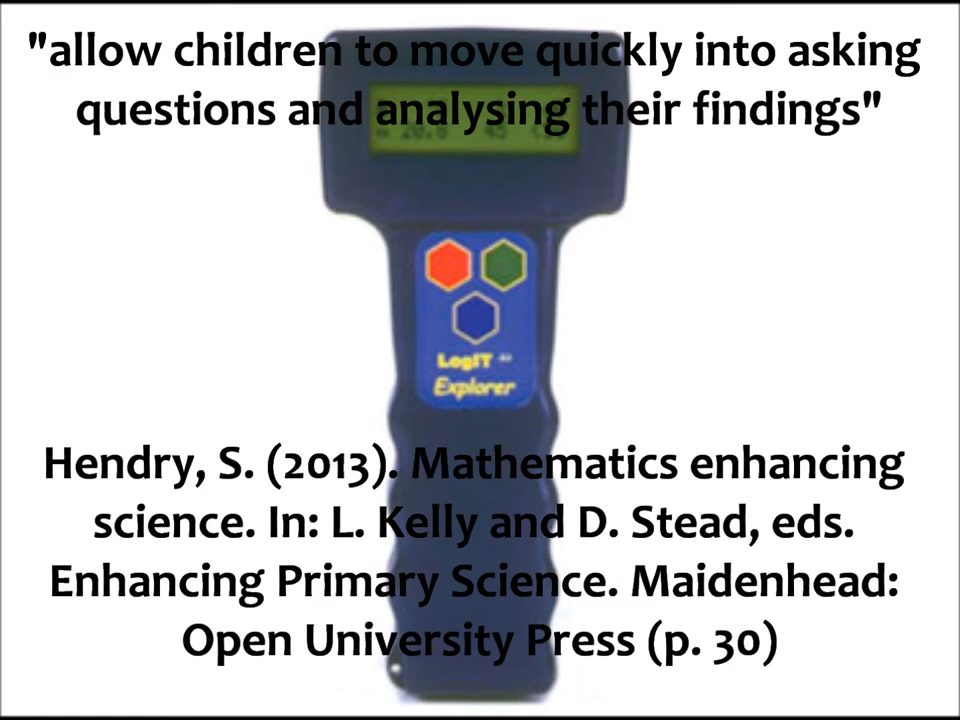 "allow children to move quickly into asking
questions and analysing their findings"
LogIT
Explorer
Hendry, S. (2013). Mathematics enhancing
science. In: L. Kelly and D. Stead, eds.
Enhancing Primary Science. Maidenhead:
Open University Press (p. 30)